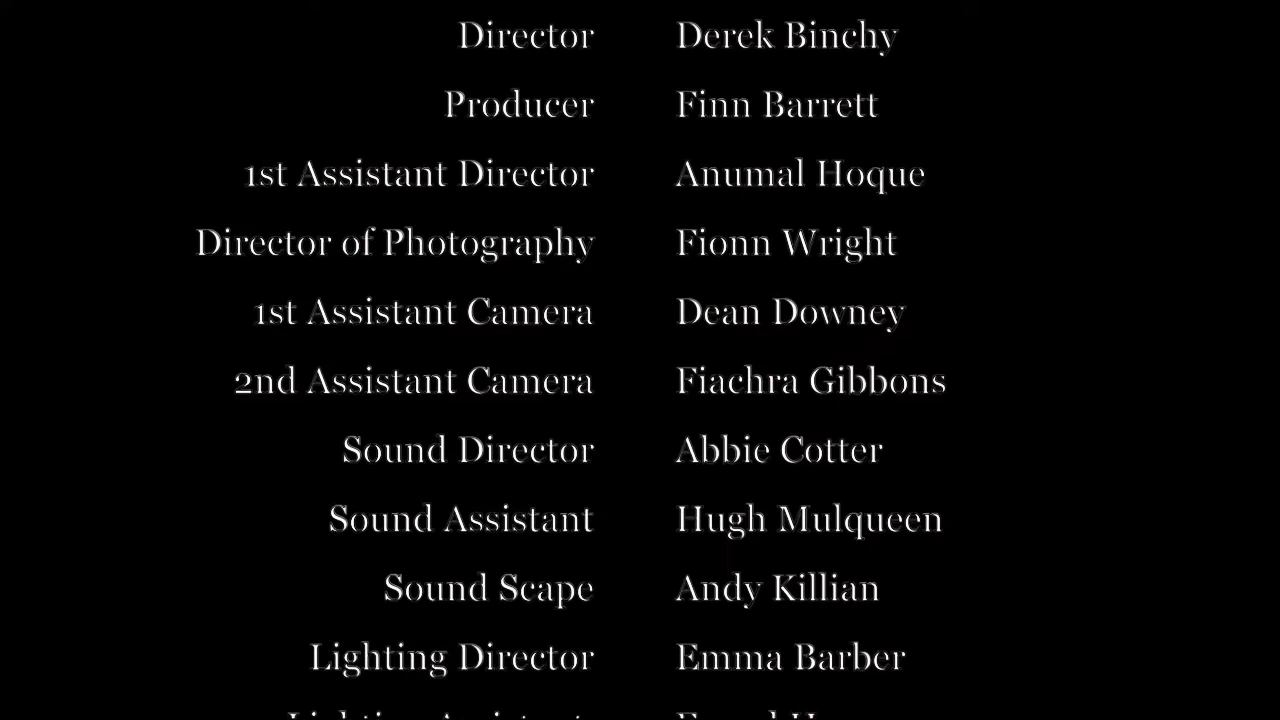 Director Derek Binchy
Producer Finn Barrett
1st Assistant Director Anumal Hoque
Director of Photography Fionn Wright
1st Assistant Camera Dean Downey
2nd Assistant Camera Fiachra Gibbons
Sound Director Abbie Cotter
Sound Assistant Hugh Mulqueen
Sound Scape Andy Killian
Lighting Director Emma Barber